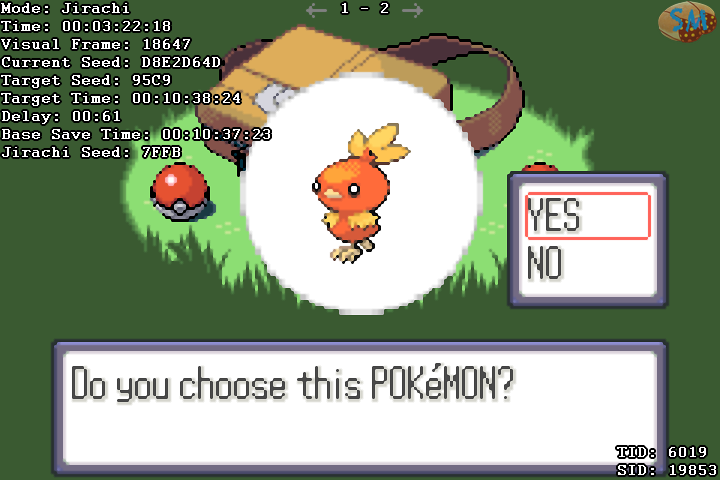 Mode: Jirachi
← 1 - 2 →
SM
Time: 00:03:22:18
Visual Frame: 18647
Current Seed: D8E2D64D
Target Seed: 95C9
Target Time: 00:10:38:24
Delay: 00:61
Base Save Time: 00:10:37:23
Jirachi Seed: 7FFB
YES
NO
Do you choose this POKéMON?
TID: 6019
SID: 19853